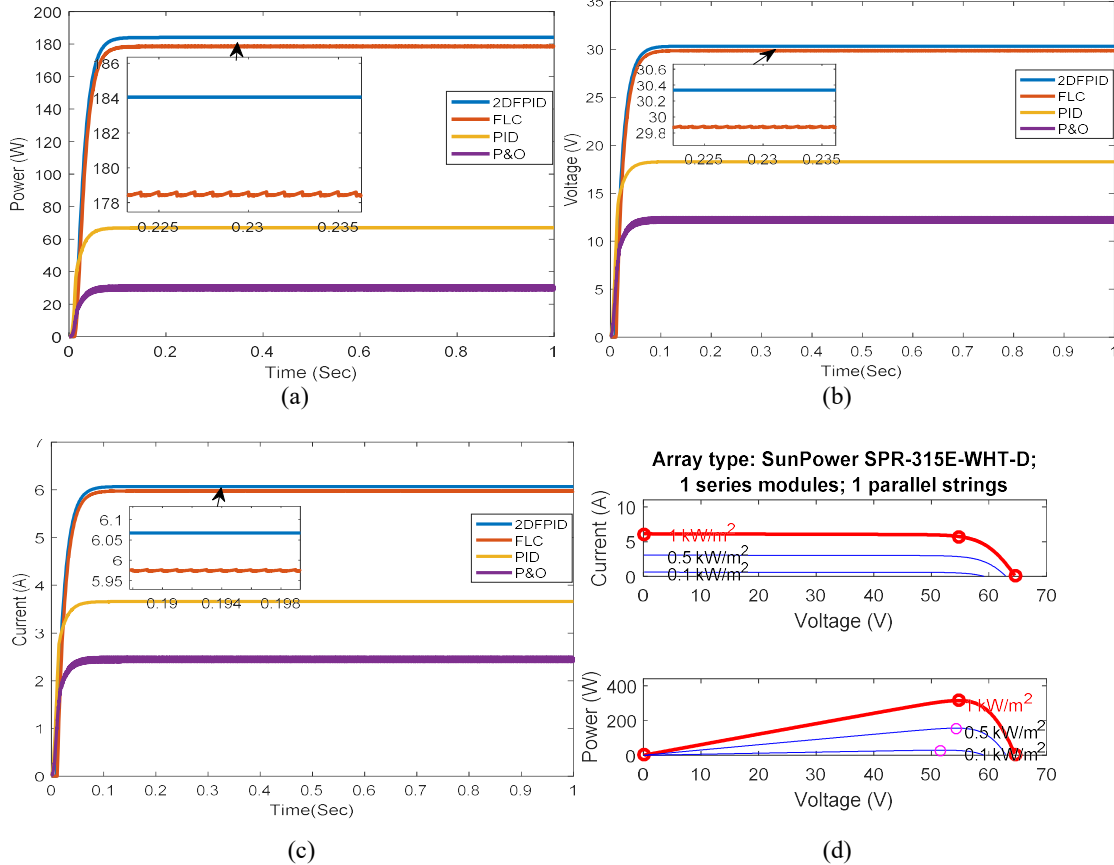 200
180
160
140
120
100
80
60
40
20
0
Power (W)
186
184
182
180
178
0.225
0.23
0.235
2DFPID
FLC
PID
P&O
0
0.2
0.4
0.6
0.8
1
Time (Sec)
(a)
35
30
25
20
15
10
5
0
Voltage (V)
30.6
30.4
30.2
30
29.8
0.225
0.23
0.235
2DFPID
FLC
PID
P&O
0
0.1
0.2
0.3
0.4
0.5
0.6
0.7
0.8
0.9
1
Time(Sec)
(b)
7
6
5
4
3
2
1
0
Current (A)
6.1
6.05
6
5.95
0.19
0.194
0.198
2DFPID
FLC
PID
P&O
0
0.1
0.2
0.3
0.4
0.5
0.6
0.7
0.8
0.9
1
Time(Sec)
(c)
Array type: SunPower SPR-315E-WHT-D;
1 series modules; 1 parallel strings
10
5
0
Current (A)
1 kW/m2
0.5 kW/m2
0.1 kW/m2
0
10
20
30
40
50
60
70
Voltage (V)
400
200
0
Power (W)
1 kW/m2
0.5 kW/m2
0.1 kW/m2
0
10
20
30
40
50
60
70
Voltage (V)
(d)